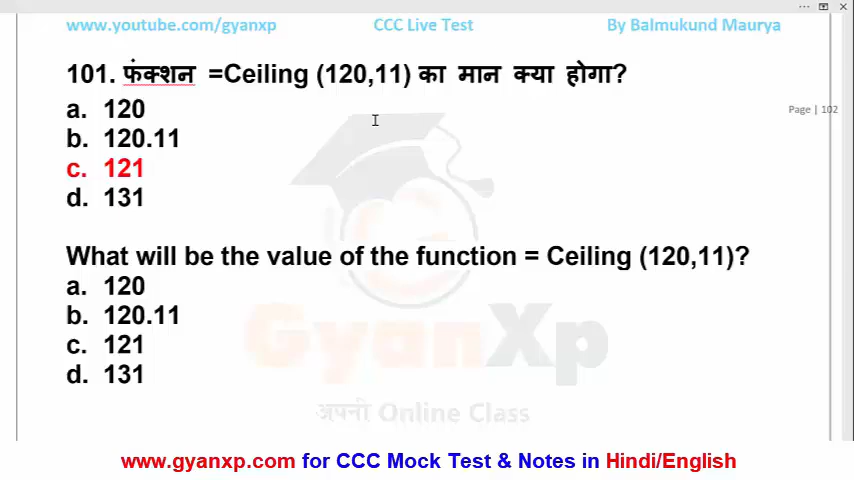 www.youtube.com/gyanxp CCC Live Test By Balmukund Maurya
101. फंक्शन =Ceiling (120,11) का मान क्या होगा?
a. 120
Page | 102
b. 120.11
c. 121
d. 131
What will be the value of the function = Ceiling (120,11)?
a. 120
b. 120.11
c. 121
d. 131
GyanXp
अपनी Online Class
www.gyanxp.com for CCC Mock Test & Notes in Hindi/English